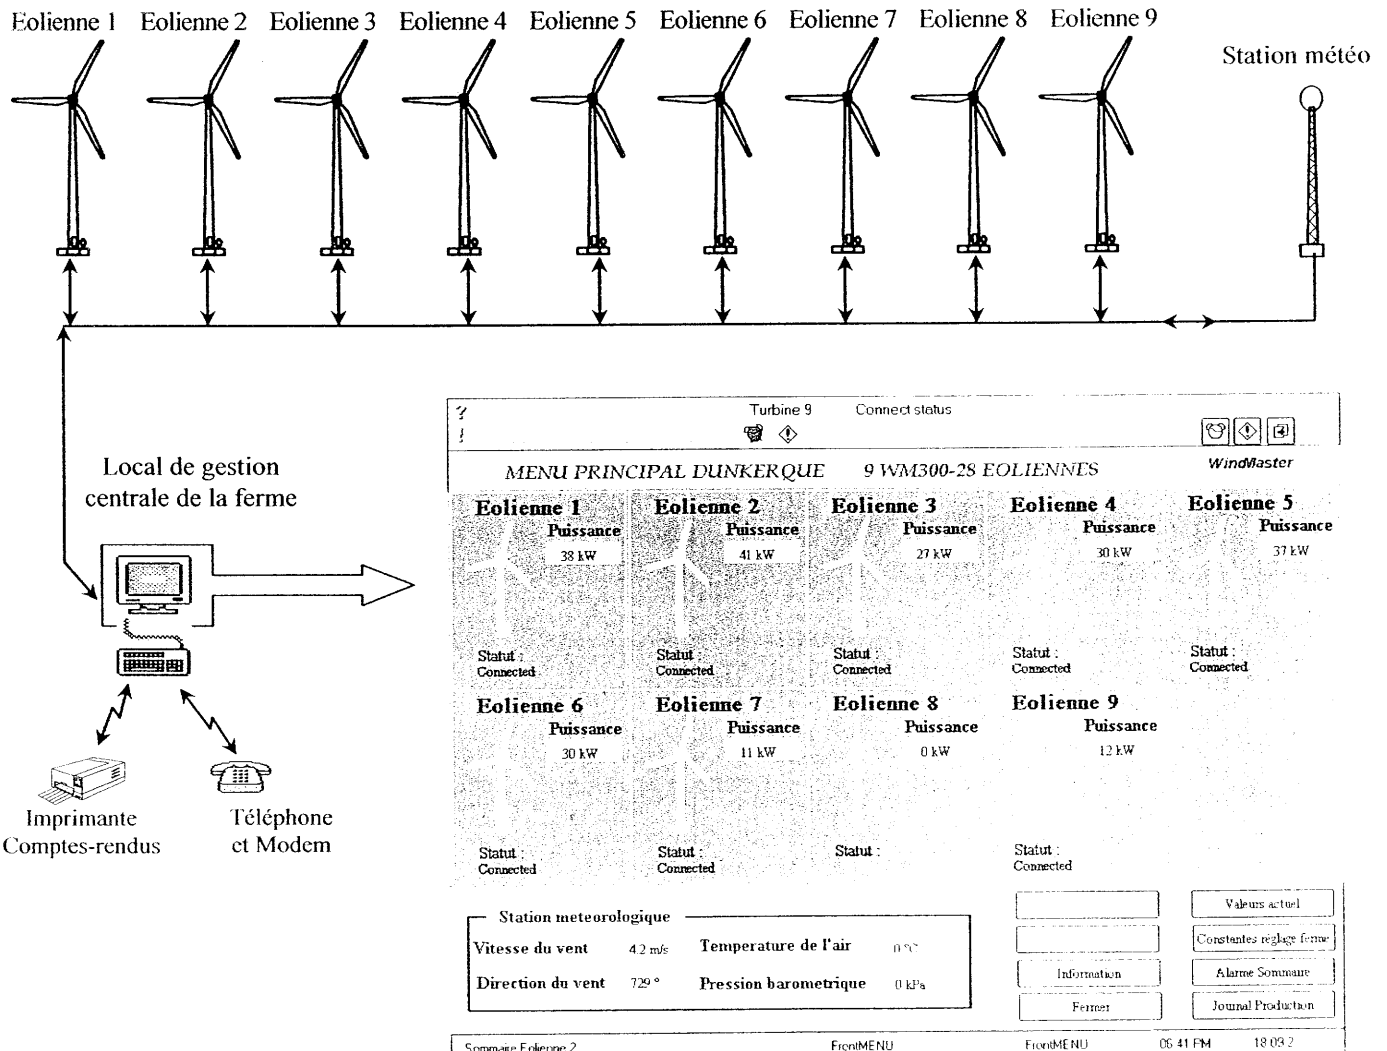 Eolienne 1 Eolienne 2 Eolienne 3 Eolienne 4 Eolienne 5 Eolienne 6 Eolienne 7 Eolienne 8 Eolienne 9
Station météo
Local de gestion
centrale de la ferme
Imprimante
Comptes-rendus
Téléphone
et Modem
? Turbine 9 Connect status
!
MENU PRINCIPAL DUNKERQUE 9 WM300-28 EOLIENNES WindMaster
Eolienne 1 Eolienne 2 Eolienne 3 Eolienne 4 Eolienne 5
Puissance Puissance Puissance Puissance Puissance
38 kW 41 kW 27 kW 30 kW 37 kW
Statut : Statut : Statut : Statut : Statut :
Connected Connected Connected Connected Connected
Eolienne 6 Eolienne 7 Eolienne 8 Eolienne 9
Puissance Puissance Puissance Puissance
30 kW 11 kW 0 kW 12 kW
Statut : Statut : Statut : Statut :
Connected Connected Connected
Station meteorologique
Vitesse du vent 4.2 m/s Temperature de l'air 0 °C
Direction du vent 729 ° Pression barometrique 0 kPa
Valeurs actuel
Constantes réglage ferme
Information Alarme Sommaire
Fermer Journal Production
Sommaire Eolienne 2 FrontMENU FrontMENU 06 41 PM 18 09 2